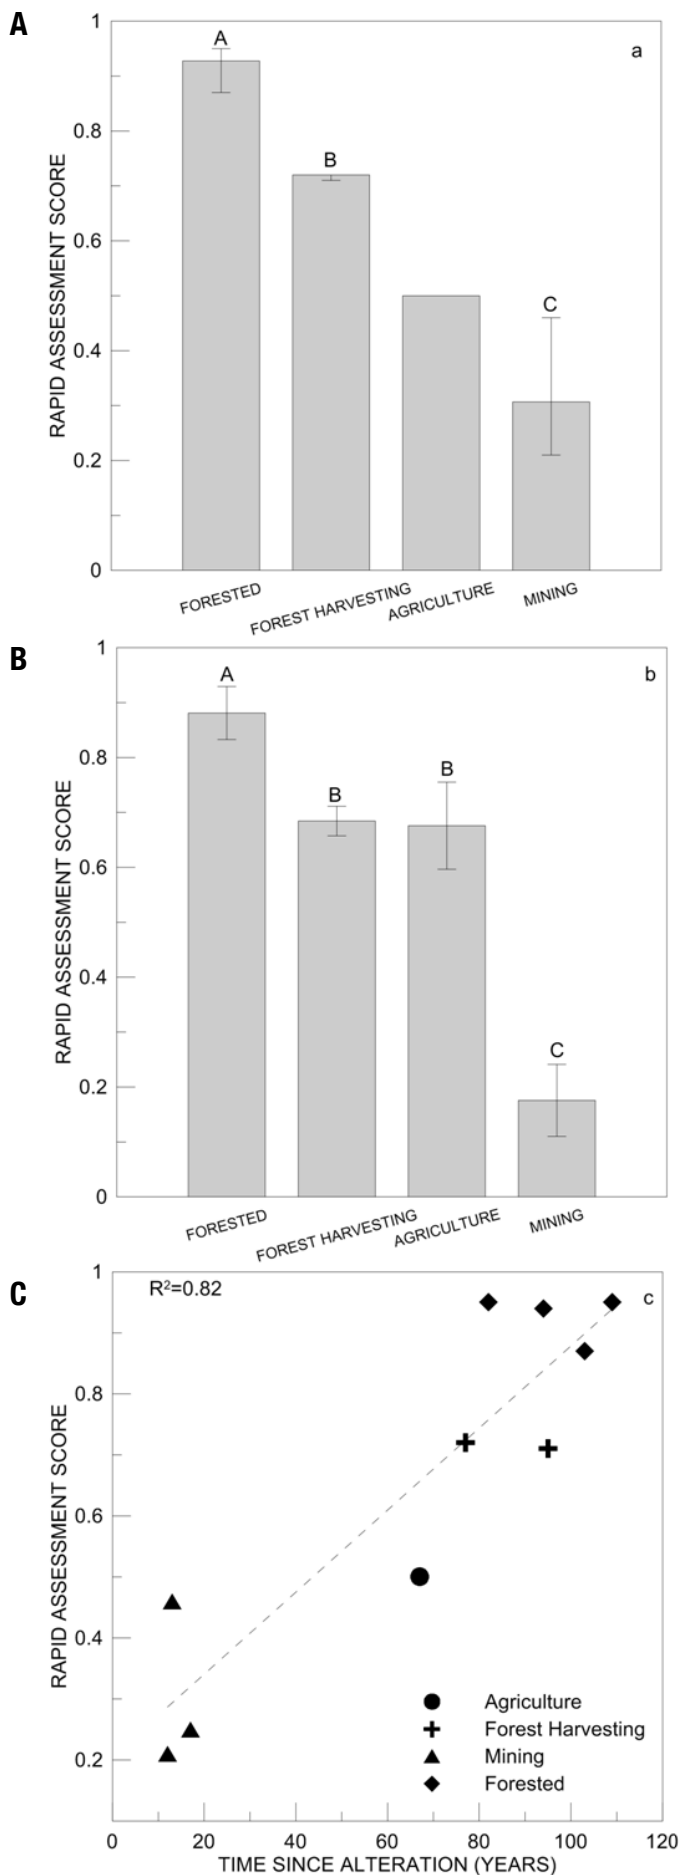 A
a
RAPID ASSESSMENT SCORE
1
0.8
0.6
0.4
0.2
0
A
B
C
FORESTED
FOREST HARVESTING
AGRICULTURE
MINING
B
b
RAPID ASSESSMENT SCORE
1
0.8
0.6
0.4
0.2
0
A
B
B
C
FORESTED
FOREST HARVESTING
AGRICULTURE
MINING
C
c
R²=0.82
RAPID ASSESSMENT SCORE
1
0.8
0.6
0.4
0.2
Agriculture
Forest Harvesting
Mining
Forested
0 20 40 60 80 100 120
TIME SINCE ALTERATION (YEARS)